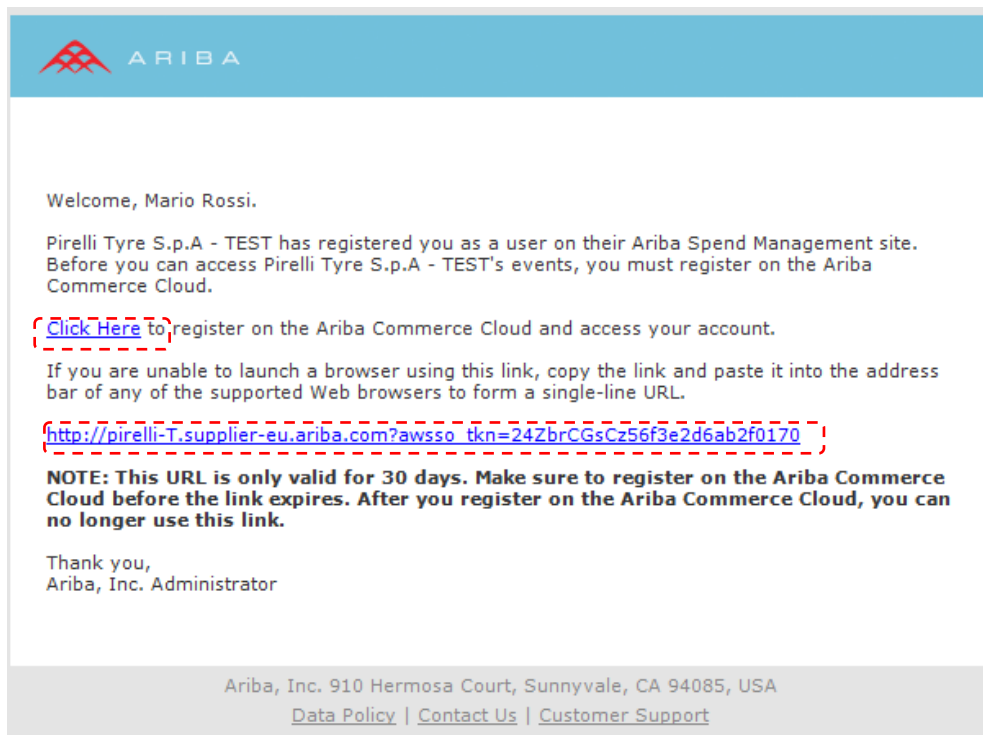 ARIBA
Welcome, Mario Rossi.
Pirelli Tyre S.p.A - TEST has registered you as a user on their Ariba Spend Management site.
Before you can access Pirelli Tyre S.p.A - TEST's events, you must register on the Ariba
Commerce Cloud.
Click Here to register on the Ariba Commerce Cloud and access your account.
If you are unable to launch a browser using this link, copy the link and paste it into the address
bar of any of the supported Web browsers to form a single-line URL.
http://pirelli-T.supplier-eu.ariba.com?awsso_tkn=24ZbrCGsCz56f3e2d6ab2f0170
NOTE: This URL is only valid for 30 days. Make sure to register on the Ariba Commerce
Cloud before the link expires. After you register on the Ariba Commerce Cloud, you can
no longer use this link.
Thank you,
Ariba, Inc. Administrator
Ariba, Inc. 910 Hermosa Court, Sunnyvale, CA 94085, USA
Data Policy | Contact Us | Customer Support